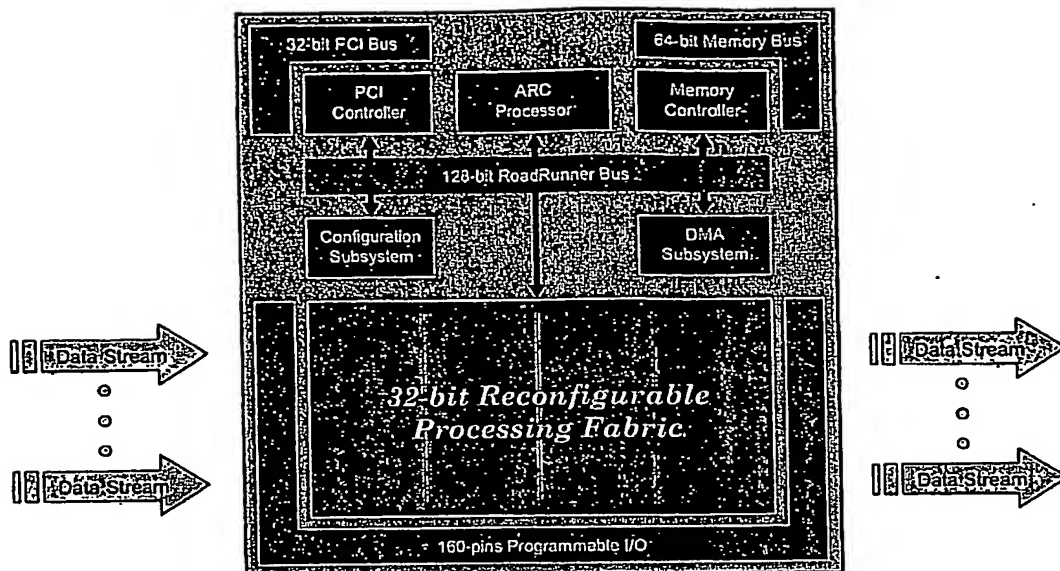 32-bit PCI Bus
64-bit Memory Bus
PCI
Controller
ARC
Processor
Memory
Controller
128-bit RoadRunner Bus
Configuration
Subsystem
DMA
Subsystem
Data Stream
Data Stream
32-bit Reconfigurable
Processing Fabric
Data Stream
Data Stream
160-pins Programmable I/O